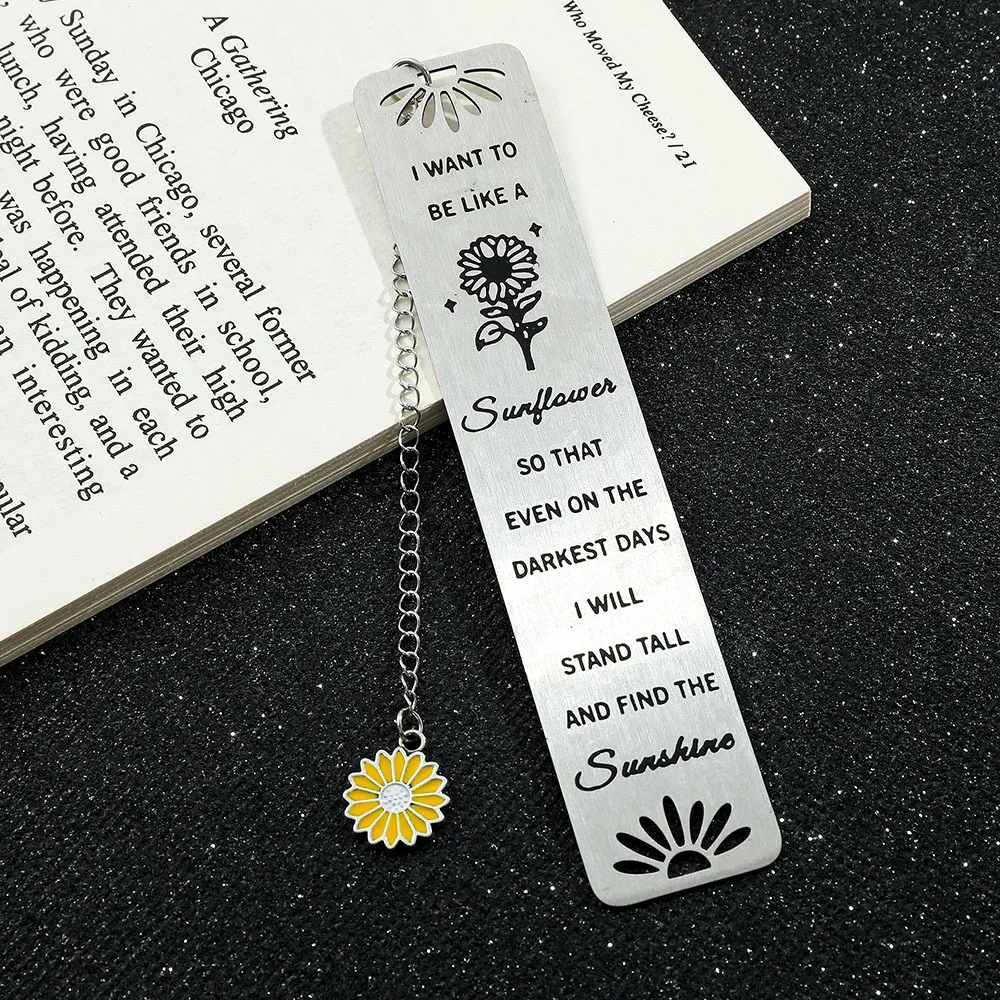 A Gathering
Chicago
Sunday in Chicago, several former
who were good friends in school,
lunch, having attended their high
night before. They wanted to
was happening in each
of kidding, and a
interesting
Who Moved My Cheese? / 21
I WANT TO
BE LIKE A
Sunflower
SO THAT
EVEN ON THE
DARKEST DAYS
I WILL
STAND TALL
AND FIND THE
Sunshine